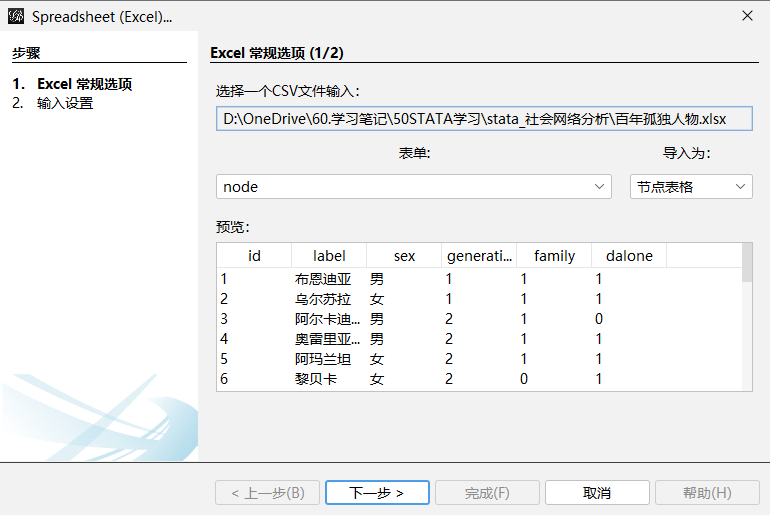 Spreadsheet (Excel)...
步骤
1. Excel 常规选项
2. 输入设置
Excel 常规选项 (1/2)
选择一个CSV文件输入:
D:\OneDrive\60.学习笔记\50STATA学习\stata_社会网络分析\百年孤独人物.xlsx
表单: 导入为:
node 节点表格
预览:
id label sex generati... family dalone
1 布恩迪亚 男 1 1 1
2 乌尔苏拉 女 1 1 1
3 阿尔卡迪... 男 2 1 0
4 奥雷里亚... 男 2 1 1
5 阿玛兰坦 女 2 1 1
6 黎贝卡 女 2 0 1
< 上一步(B) 下一步 > 完成(F) 取消 帮助(H)